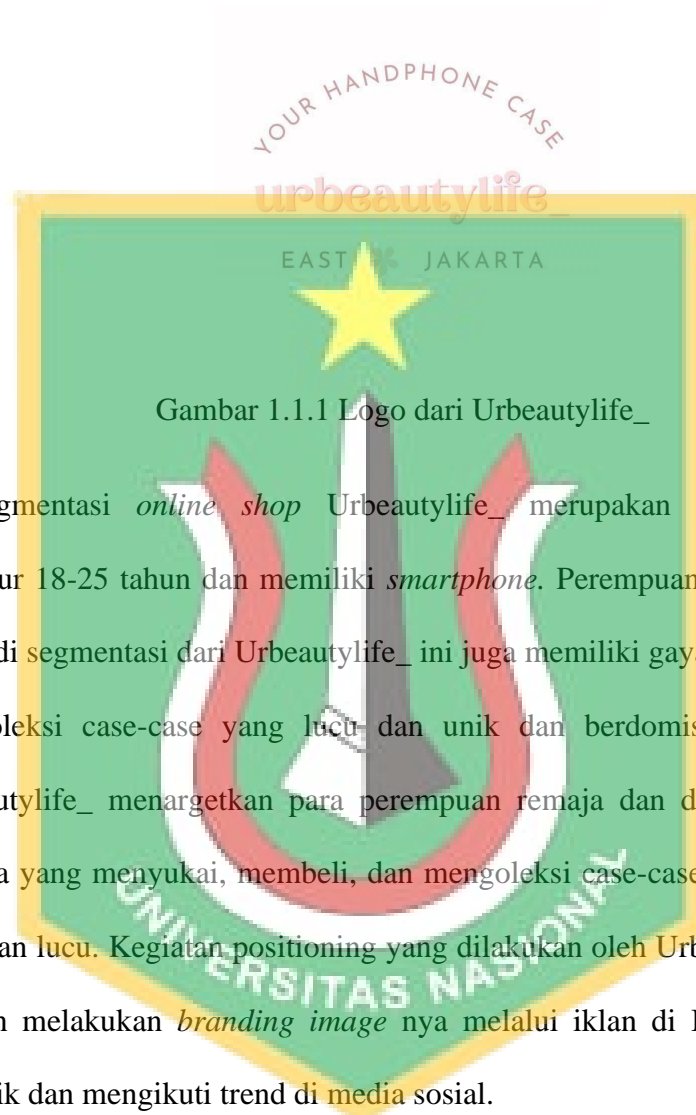 YOUR HANDPHONE CASE
urbeautylife_
EAST JAKARTA
Gambar 1.1.1 Logo dari Urbeautylife_
gmentasi online shop Urbeautylife_ merupakan
ur 18-25 tahun dan memiliki smartphone. Perempuan
di segmentasi dari Urbeautylife_ ini juga memiliki gaya
leksi case-case yang lucu dan unik dan berdomis
utylife_ menargetkan para perempuan remaja dan d
a yang menyukai, membeli, dan mengoleksi case-case
an lucu. Kegiatan positioning yang dilakukan oleh Urb
n melakukan branding image nya melalui iklan di I
ik dan mengikuti trend di media sosial.
UNIVERSITAS NASIONAL